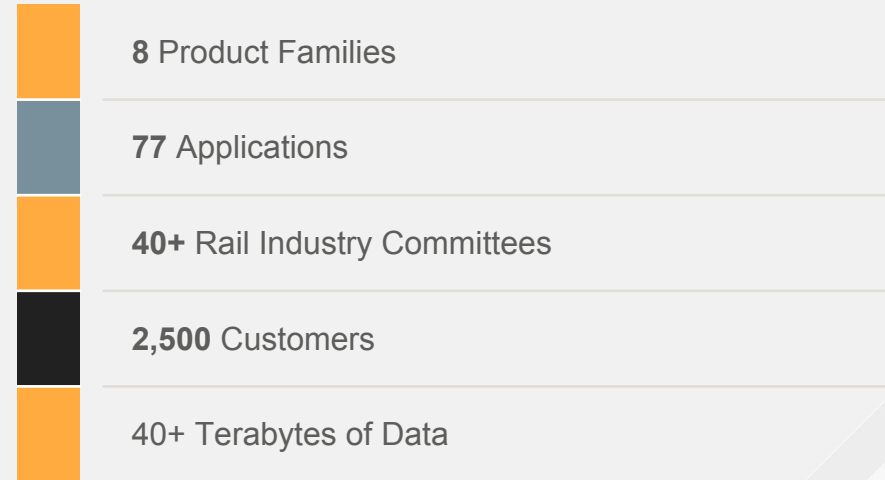 8 Product Families
77 Applications
40+ Rail Industry Committees
2,500 Customers
40+ Terabytes of Data